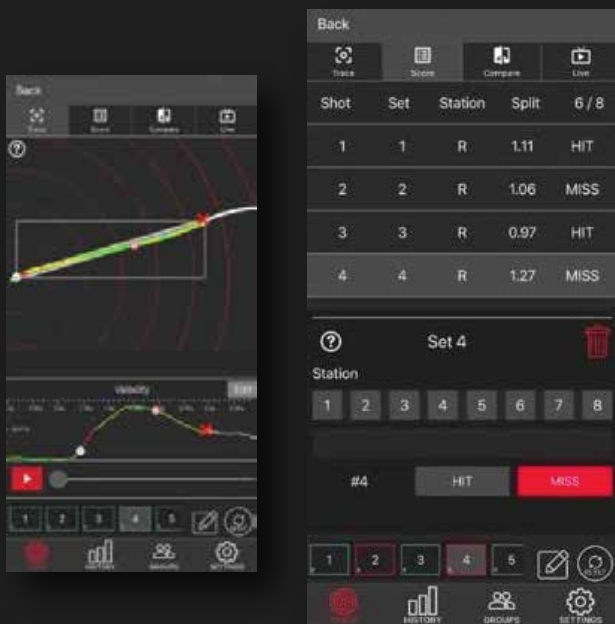 Back
Trace
Score
Compare
Live
Velocity
1 2 3 4 5
HISTORY
GROUPS
SETTINGS
Back
Trace
Score
Compare
Live
Shot Set Station Split 6 / 8
1 1 R 1.11 HIT
2 2 R 1.06 MISS
3 3 R 0.97 HIT
4 4 R 1.27 MISS
? Set 4
Station
1 2 3 4 5 6 7 8
#4 HIT MISS
1 2 3 4 5
HISTORY
GROUPS
SETTINGS